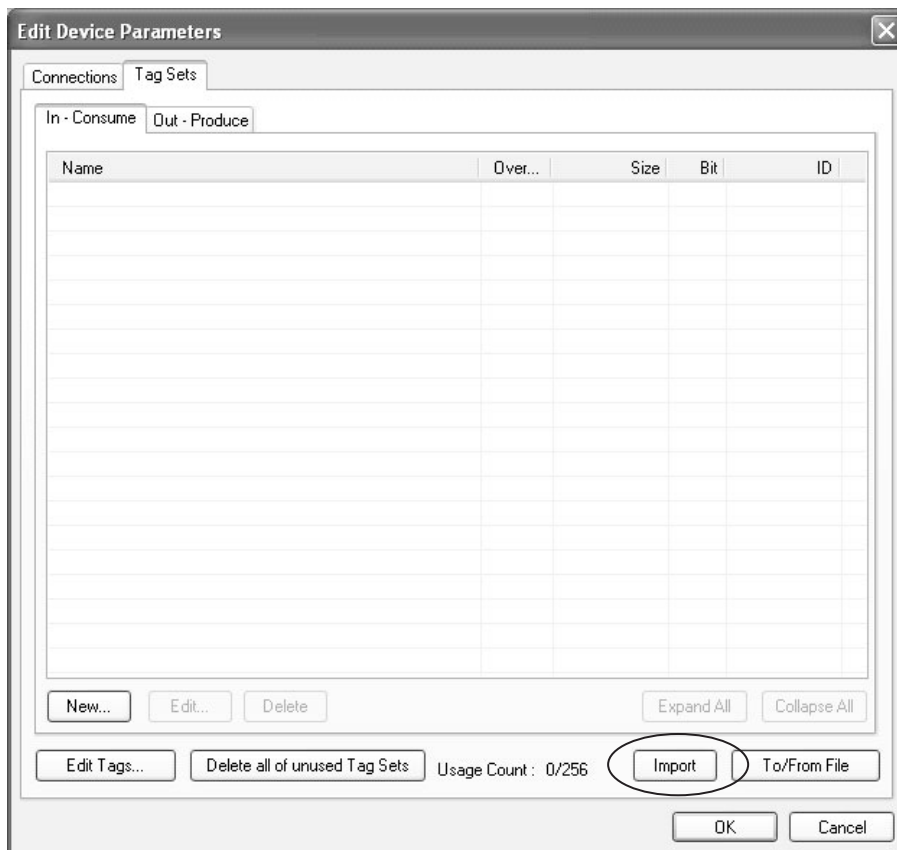 Edit Device Parameters
Connections Tag Sets
In - Consume Out - Produce
Name Over... Size Bit ID
New... Edit... Delete Expand All Collapse All
Edit Tags... Delete all of unused Tag Sets Usage Count : 0/256 Import To/From File
OK Cancel